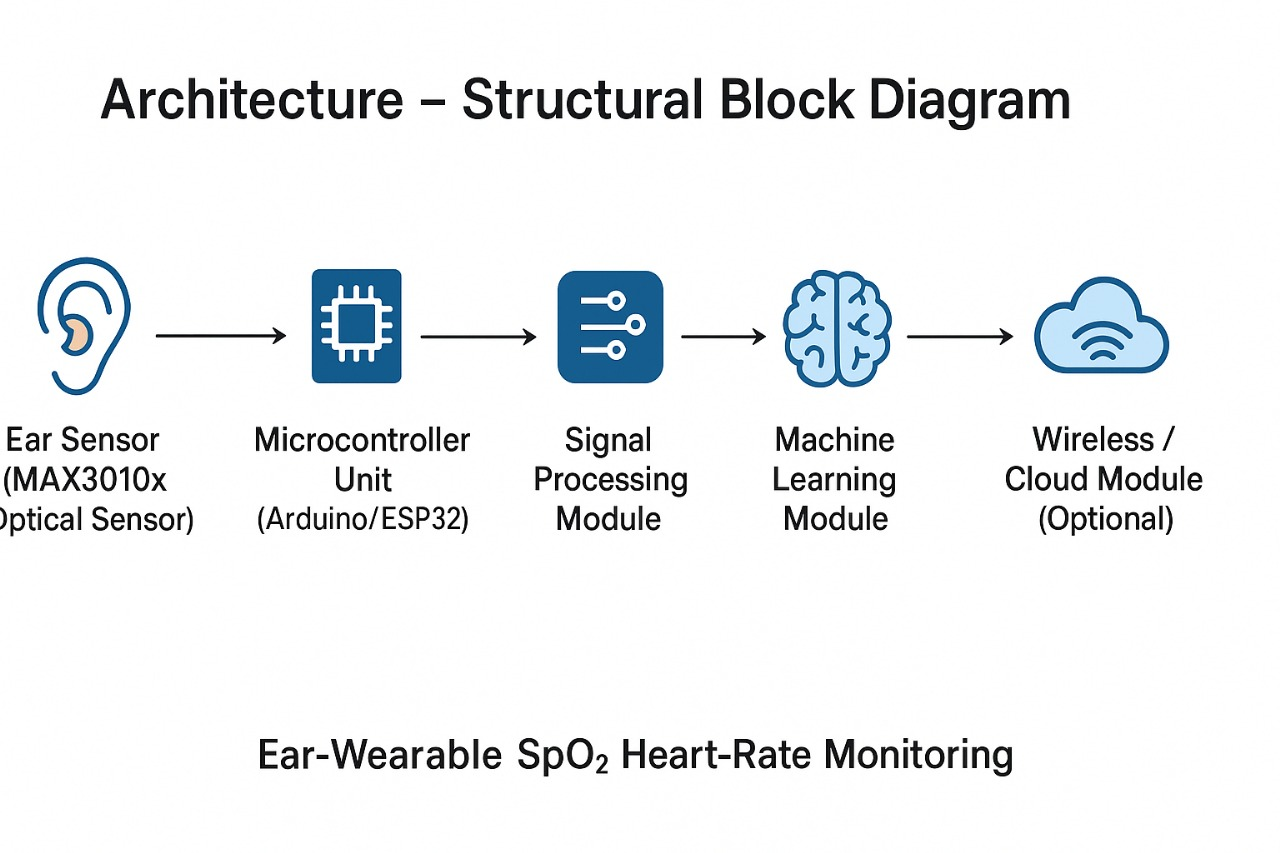 Architecture – Structural Block Diagram
Ear Sensor
(MAX3010x
Optical Sensor)
Microcontroller
Unit
(Arduino/ESP32)
Signal
Processing
Module
Machine
Learning
Module
Wireless /
Cloud Module
(Optional)
Ear-Wearable SpO₂ Heart-Rate Monitoring